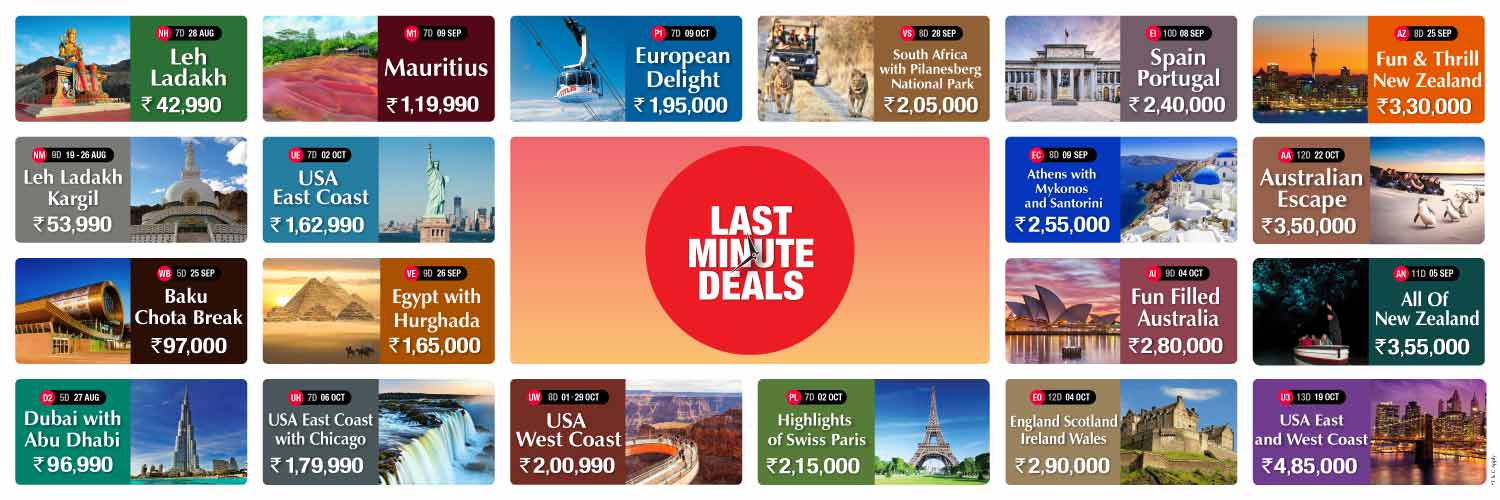 NH 7D 28 AUG
Leh
Ladakh
₹ 42,990
M1 7D 09 SEP
Mauritius
₹ 1,19,990
P1 7D 09 OCT
European
Delight
₹ 1,95,000
VS 8D 28 SEP
South Africa
with Pilanesberg
National Park
₹ 2,05,000
EI 10D 08 SEP
Spain
Portugal
₹ 2,40,000
AZ 8D 25 SEP
Fun & Thrill
New Zealand
₹3,30,000
NM 9D 19 - 26 AUG
Leh Ladakh
Kargil
₹ 53,990
UE 7D 02 OCT
USA
East Coast
₹ 1,62,990
LAST
MINUTE
DEALS
EC 8D 09 SEP
Athens with
Mykonos
and Santorini
₹ 2,55,000
AA 12D 22 OCT
Australian
Escape
₹3,50,000
WB 5D 25 SEP
Baku
Chota Break
₹97,000
VE 9D 26 SEP
Egypt with
Hurghada
₹1,65,000
AI 9D 04 OCT
Fun Filled
Australia
₹2,80,000
AN 11D 05 SEP
All Of
New Zealand
₹3,55,000
D2 5D 27 AUG
Dubai with
Abu Dhabi
₹ 96,990
UH 7D 06 OCT
USA East Coast
with Chicago
₹ 1,79,990
UW 8D 01 - 29 OCT
USA
West Coast
₹ 2,00,990
PL 7D 02 OCT
Highlights
of Swiss Paris
₹2,15,000
EO 12D 04 OCT
England Scotland
Ireland Wales
₹2,90,000
U3 13D 19 OCT
USA East
and West Coast
₹4,85,000